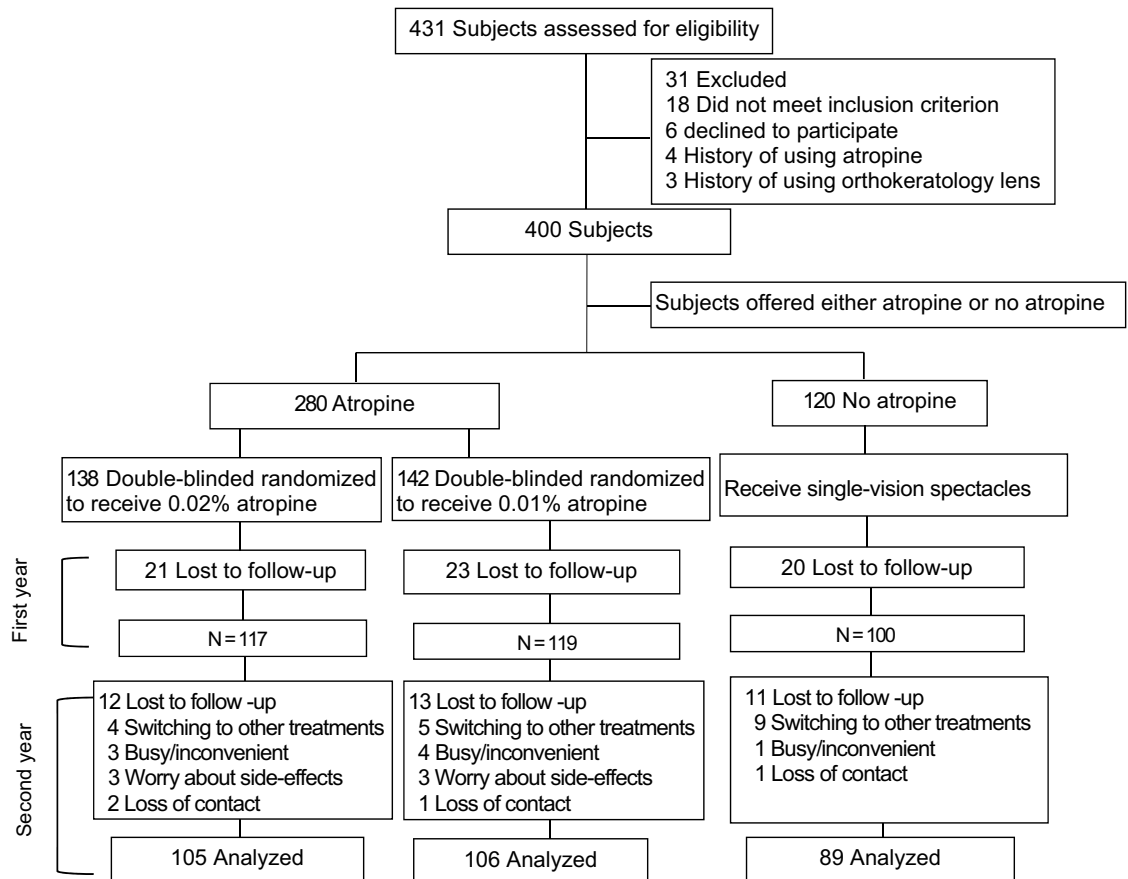 431 Subjects assessed for eligibility
31 Excluded
18 Did not meet inclusion criterion
6 declined to participate
4 History of using atropine
3 History of using orthokeratology lens
400 Subjects
Subjects offered either atropine or no atropine
280 Atropine
120 No atropine
138 Double-blinded randomized
to receive 0.02% atropine
142 Double-blinded randomized
to receive 0.01% atropine
Receive single-vision spectacles
First year
21 Lost to follow-up
23 Lost to follow-up
20 Lost to follow-up
N=117
N=119
N=100
Second year
12 Lost to follow -up
4 Switching to other treatments
3 Busy/inconvenient
3 Worry about side-effects
2 Loss of contact
13 Lost to follow -up
5 Switching to other treatments
4 Busy/inconvenient
3 Worry about side-effects
1 Loss of contact
11 Lost to follow -up
9 Switching to other treatments
1 Busy/inconvenient
1 Loss of contact
105 Analyzed
106 Analyzed
89 Analyzed